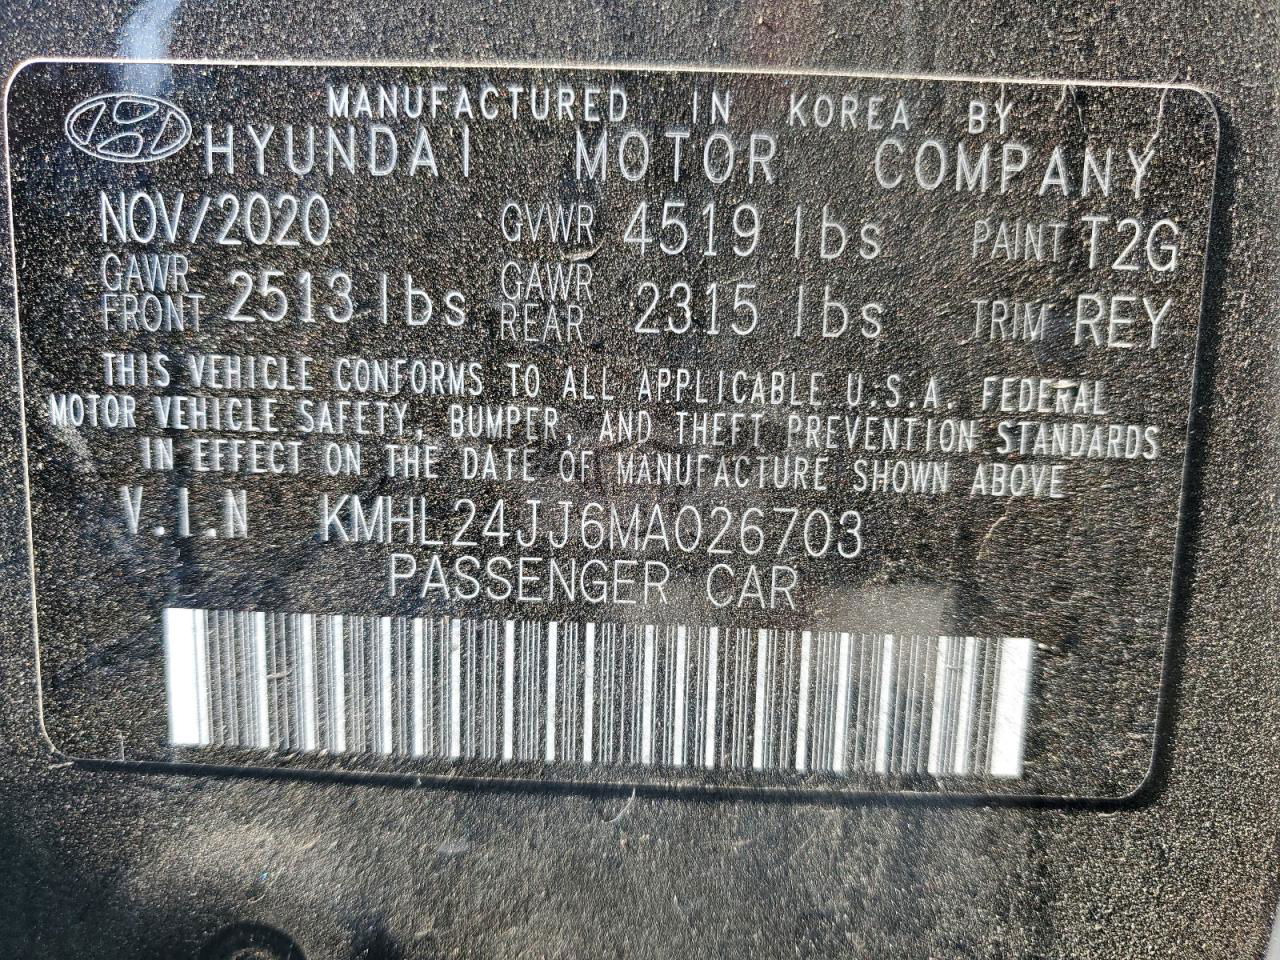 MANUFACTURED IN KOREA BY
HYUNDAI MOTOR COMPANY
NOV/2020 GVWR 4519 lbs PAINT T2G
GAWR FRONT 2513 lbs GAWR REAR 2315 lbs TRIM REY
THIS VEHICLE CONFORMS TO ALL APPLICABLE U.S.A. FEDERAL
MOTOR VEHICLE SAFETY, BUMPER, AND THEFT PREVENTION STANDARDS
IN EFFECT ON THE DATE OF MANUFACTURE SHOWN ABOVE
V.I.N KMHL24JJ6MA026703
PASSENGER CAR